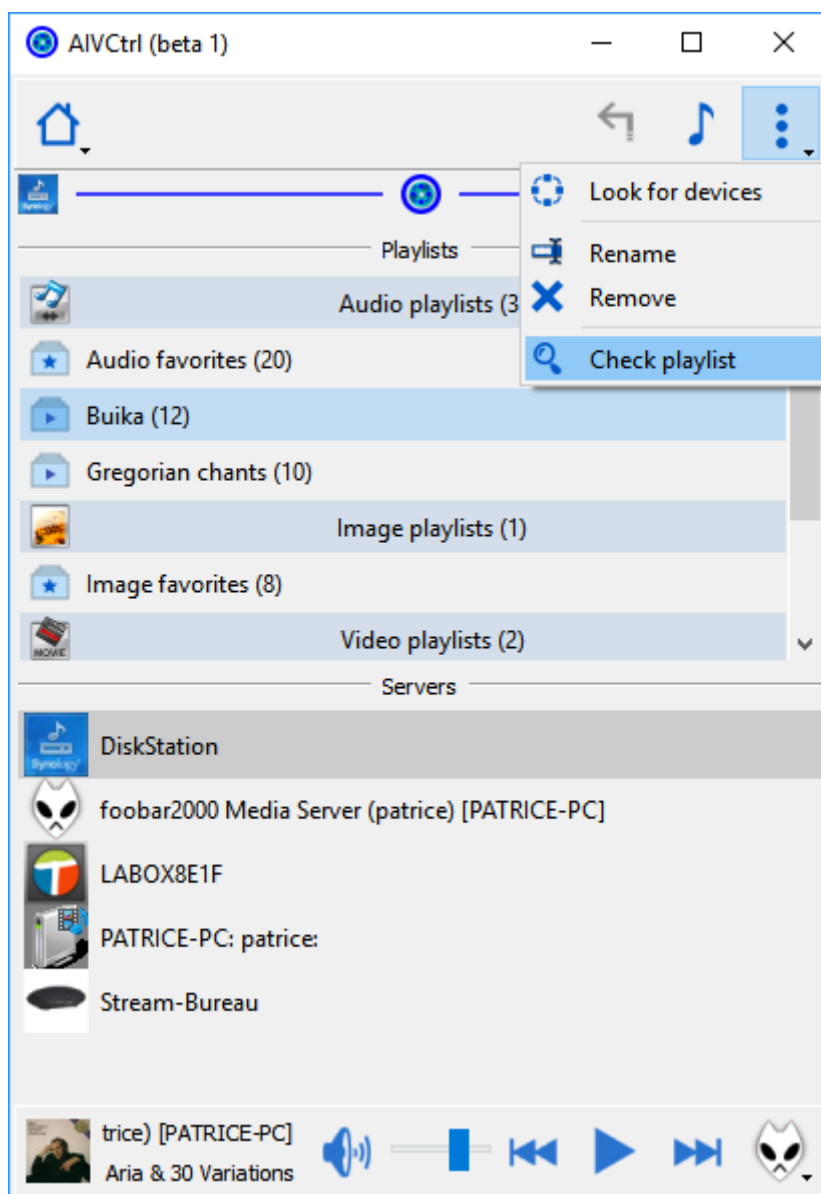 AIVCtrl (beta 1)
Look for devices
Rename
Remove
Check playlist
Playlists
Audio playlists (3
Audio favorites (20)
Buika (12)
Gregorian chants (10)
Image playlists (1)
Image favorites (8)
MOVIE
Video playlists (2)
Servers
Synology
DiskStation
foobar2000 Media Server (patrice) [PATRICE-PC]
LABOX8E1F
PATRICE-PC: patrice:
Stream-Bureau
trice) [PATRICE-PC]
Aria & 30 Variations